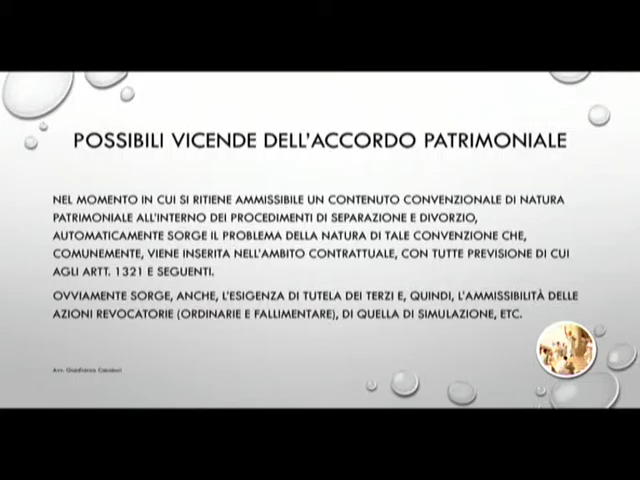 POSSIBILI VICENDE DELL'ACCORDO PATRIMONIALE
NEL MOMENTO IN CUI SI RITIENE AMMISSIBILE UN CONTENUTO CONVENZIONALE DI NATURA
PATRIMONIALE ALL'INTERNO DEI PROCEDIMENTI DI SEPARAZIONE E DIVORZIO,
AUTOMATICAMENTE SORGE IL PROBLEMA DELLA NATURA DI TALE CONVENZIONE CHE,
COMUNEMENTE, VIENE INSERITA NELL'AMBITO CONTRATTUALE, CON TUTTE PREVISIONE DI CUI
AGLI ARTT. 1321 E SEGUENTI.
OVVIAMENTE SORGE, ANCHE, L'ESIGENZA DI TUTELA DEI TERZI E, QUINDI, L'AMMISSIBILITÀ DELLE
AZIONI REVOCATORIE (ORDINARIE E FALLIMENTARE), DI QUELLA DI SIMULAZIONE, ETC.
Avv.